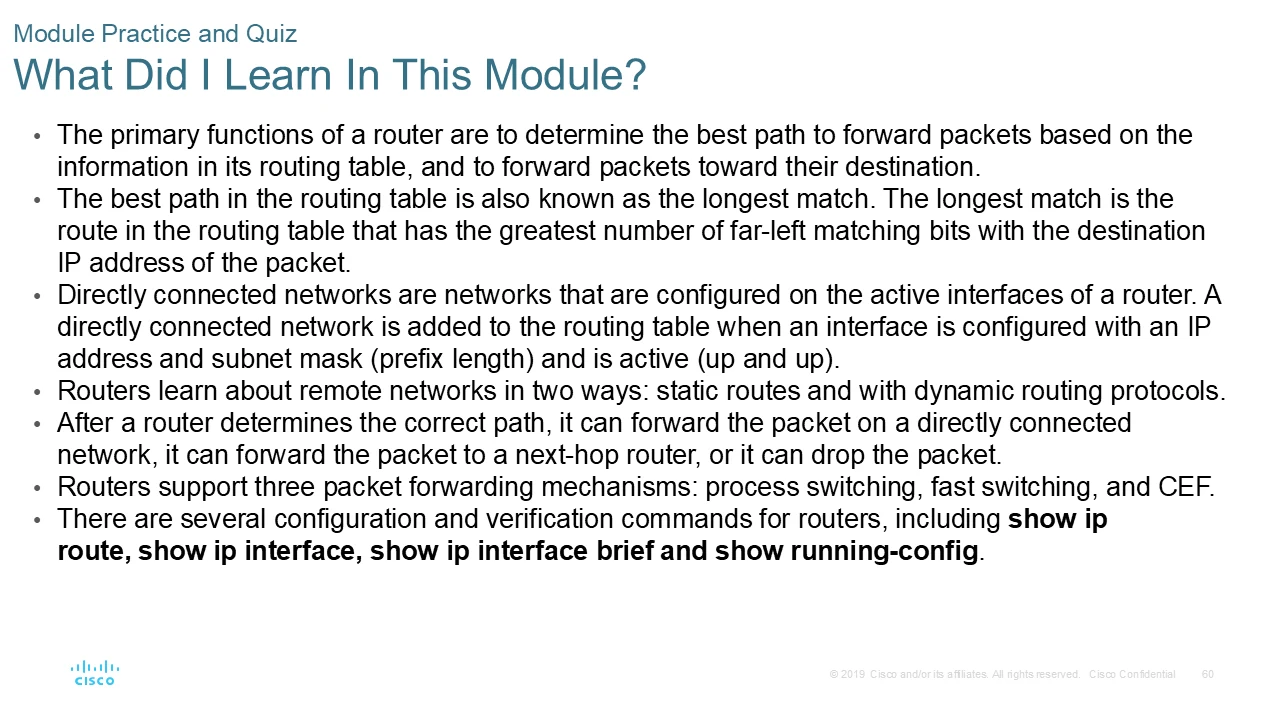 Module Practice and Quiz
What Did I Learn In This Module?
• The primary functions of a router are to determine the best path to forward packets based on the
information in its routing table, and to forward packets toward their destination.
• The best path in the routing table is also known as the longest match. The longest match is the
route in the routing table that has the greatest number of far-left matching bits with the destination
IP address of the packet.
• Directly connected networks are networks that are configured on the active interfaces of a router. A
directly connected network is added to the routing table when an interface is configured with an IP
address and subnet mask (prefix length) and is active (up and up).
• Routers learn about remote networks in two ways: static routes and with dynamic routing protocols.
• After a router determines the correct path, it can forward the packet on a directly connected
network, it can forward the packet to a next-hop router, or it can drop the packet.
• Routers support three packet forwarding mechanisms: process switching, fast switching, and CEF.
• There are several configuration and verification commands for routers, including show ip
route, show ip interface, show ip interface brief and show running-config.
CISCO
© 2019 Cisco and/or its affiliates. All rights reserved. Cisco Confidential 60